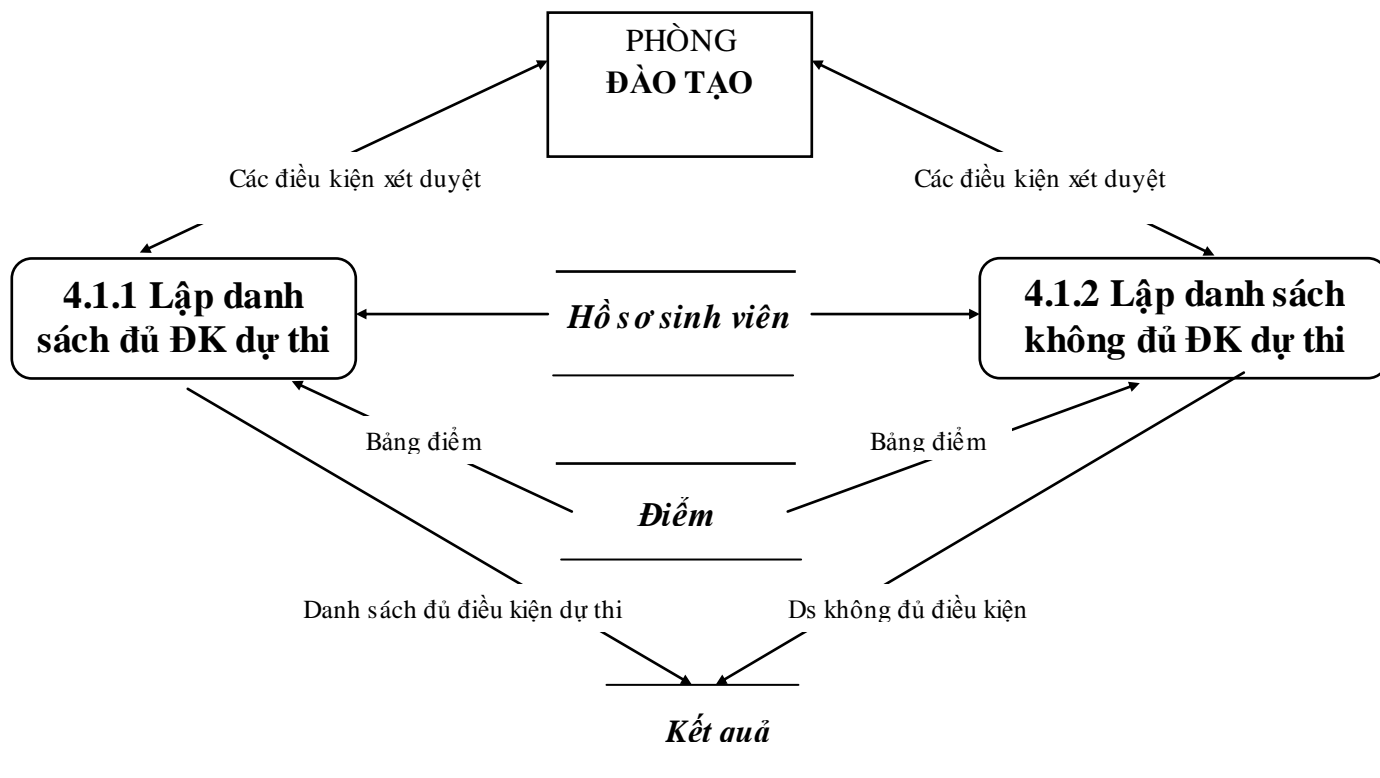 PHÒNG
ĐÀO TẠO
Các điều kiện xét duyệt
Các điều kiện xét duyệt
4.1.1 Lập danh
sách đủ ĐK dự thi
Hồ sơ sinh viên
4.1.2 Lập danh sách
không đủ ĐK dự thi
Bảng điểm
Bảng điểm
Điểm
Danh sách đủ điều kiện dự thi
Ds không đủ điều kiện
Kết quả